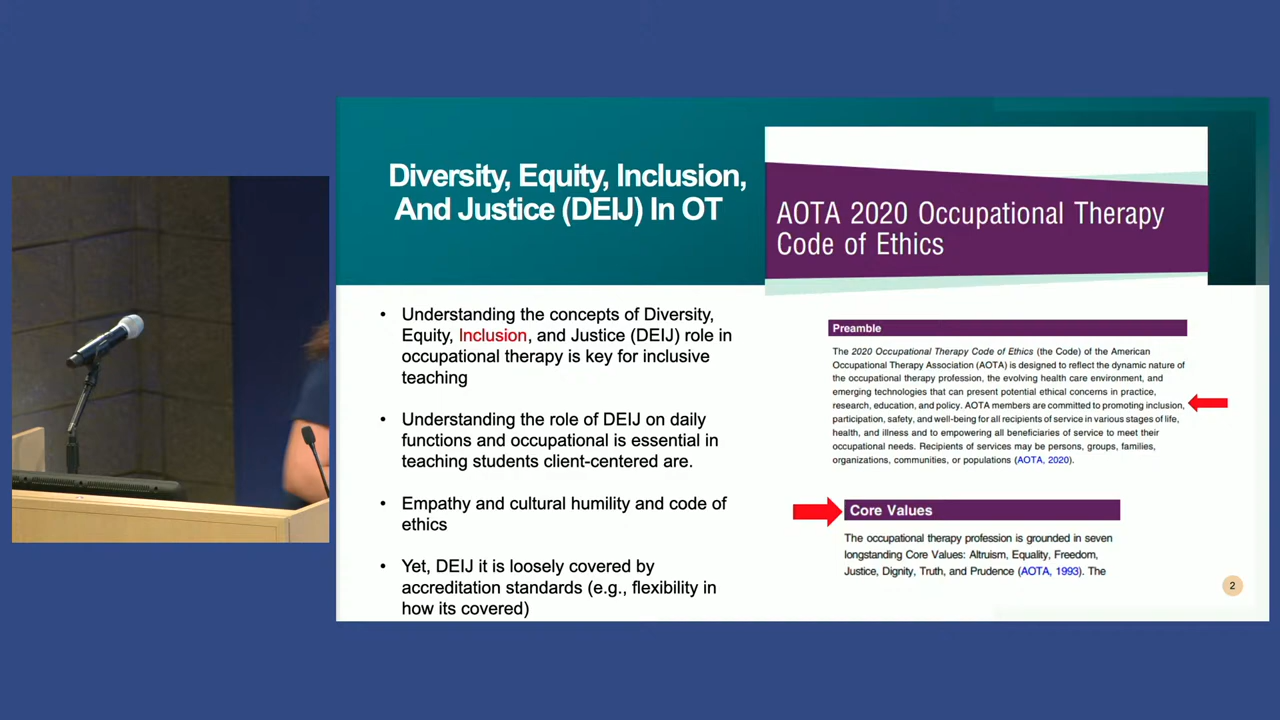 Diversity, Equity, Inclusion,
And Justice (DEIJ) In OT
• Understanding the concepts of Diversity,
Equity, Inclusion, and Justice (DEIJ) role in
occupational therapy is key for inclusive
teaching
• Understanding the role of DEIJ on daily
functions and occupational is essential in
teaching students client-centered are.
• Empathy and cultural humility and code of
ethics
• Yet, DEIJ it is loosely covered by
accreditation standards (e.g., flexibility in
how its covered)
AOTA 2020 Occupational Therapy
Code of Ethics
Preamble
The 2020 Occupational Therapy Code of Ethics (the Code) of the American
Occupational Therapy Association (AOTA) is designed to reflect the dynamic nature of
the occupational therapy profession, the evolving health care environment, and
emerging technologies that can present potential ethical concerns in practice,
research, education, and policy. AOTA members are committed to promoting inclusion,
participation, safety, and well-being for all recipients of service in various stages of life,
health, and illness and to empowering all beneficiaries of service to meet their
occupational needs. Recipients of services may be persons, groups, families,
organizations, communities, or populations (AOTA, 2020).
Core Values
The occupational therapy profession is grounded in seven
longstanding Core Values: Altruism, Equality, Freedom,
Justice, Dignity, Truth, and Prudence (AOTA, 1993). The
2